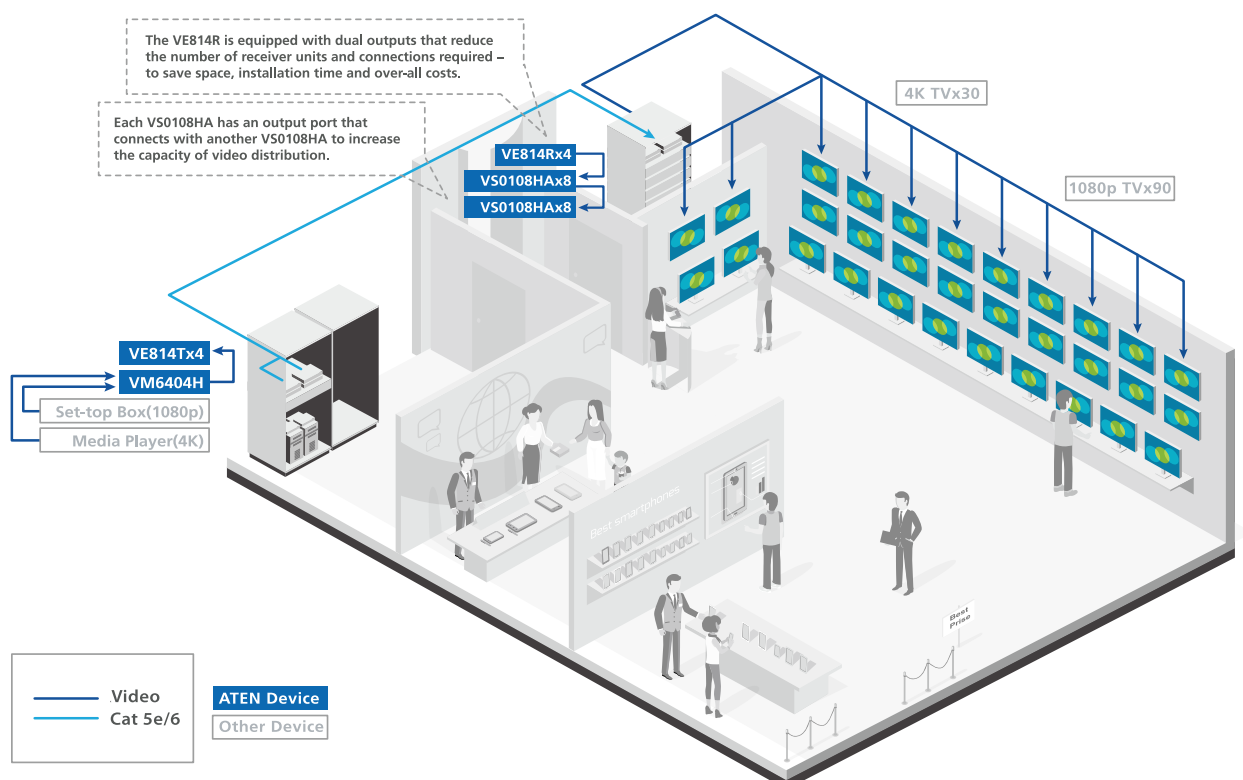 The VE814R is equipped with dual outputs that reduce
the number of receiver units and connections required –
to save space, installation time and over-all costs.
Each VS0108HA has an output port that
connects with another VS0108HA to increase
the capacity of video distribution.
4K TVx30
VE814Rx4
VS0108HAx8
VS0108HAx8
1080p TVx90
VE814Tx4
VM6404H
Set-top Box(1080p)
Media Player(4K)
Best smartphones
Best
Prise
Video
Cat 5e/6
ATEN Device
Other Device